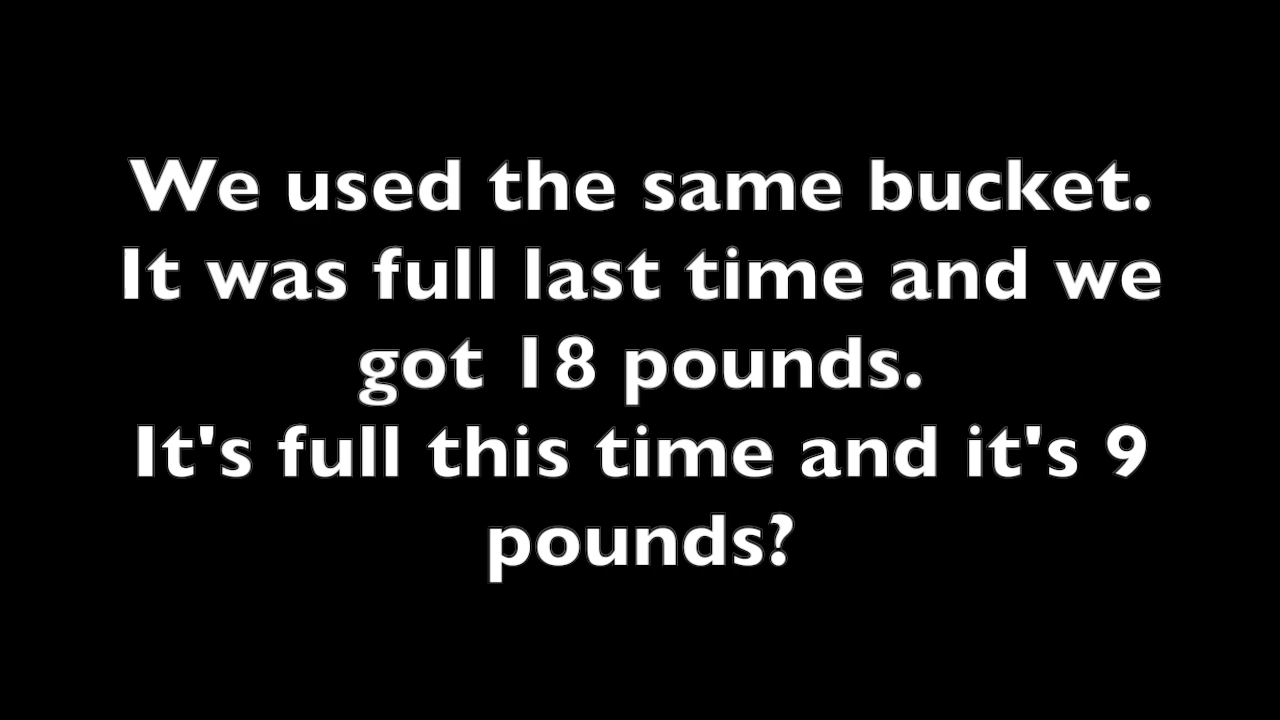 We used the same bucket.
It was full last time and we
got 18 pounds.
It's full this time and it's 9
pounds?